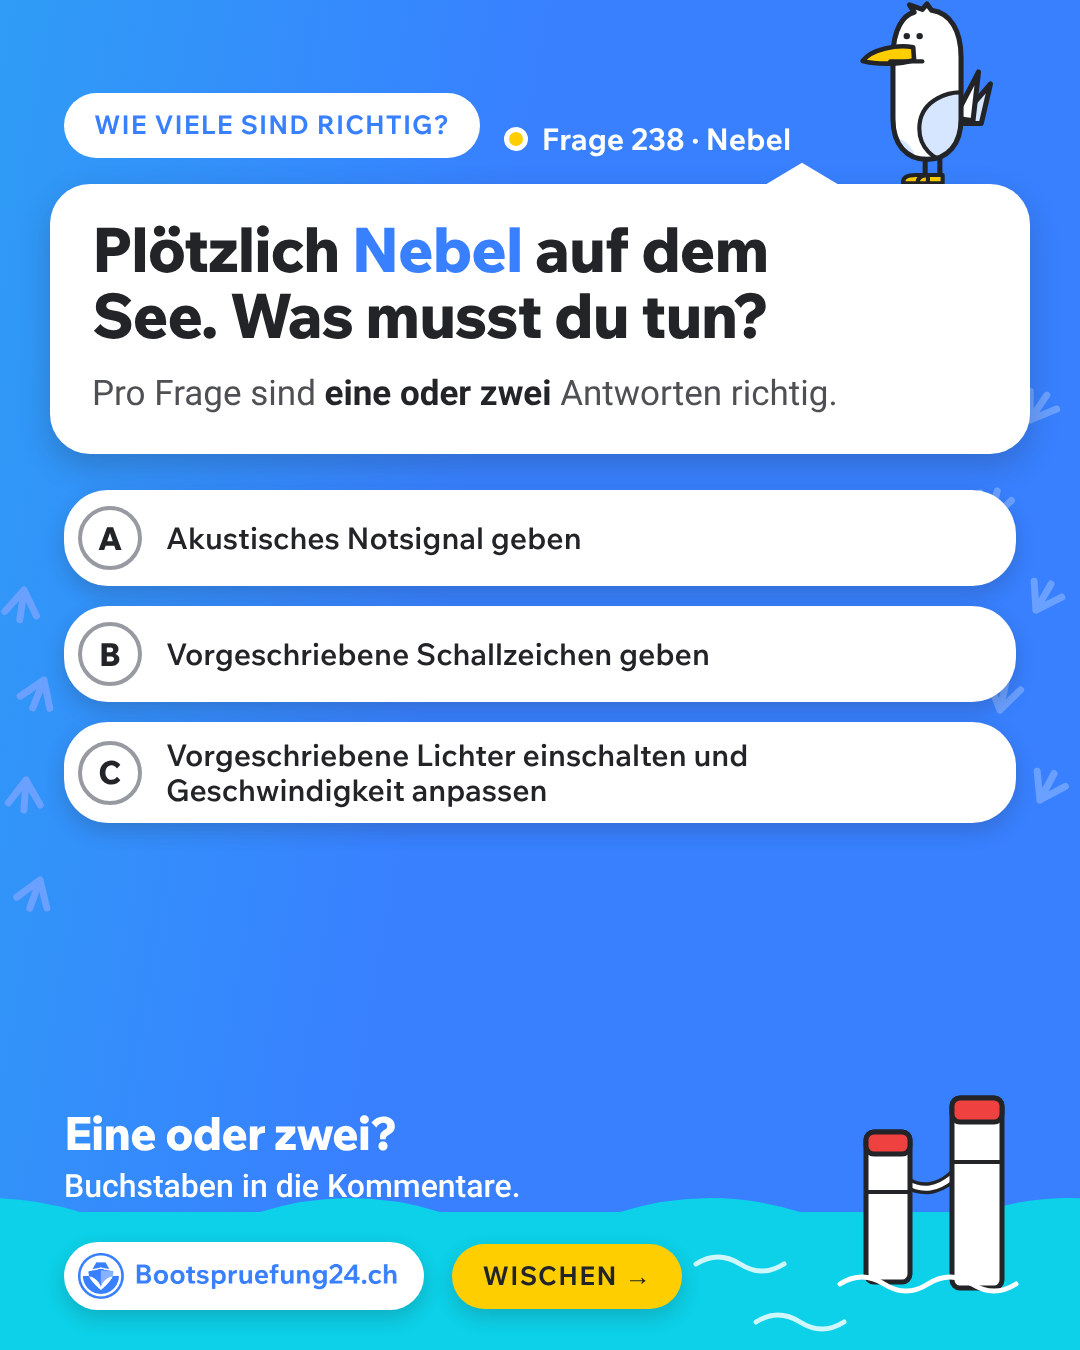 WIE VIELE SIND RICHTIG?
Frage 238 · Nebel
Plötzlich Nebel auf dem
See. Was musst du tun?
Pro Frage sind eine oder zwei Antworten richtig.
A Akustisches Notsignal geben
B Vorgeschriebene Schallzeichen geben
C Vorgeschriebene Lichter einschalten und
Geschwindigkeit anpassen
Eine oder zwei?
Buchstaben in die Kommentare.
Bootspruefung24.ch
WISCHEN →